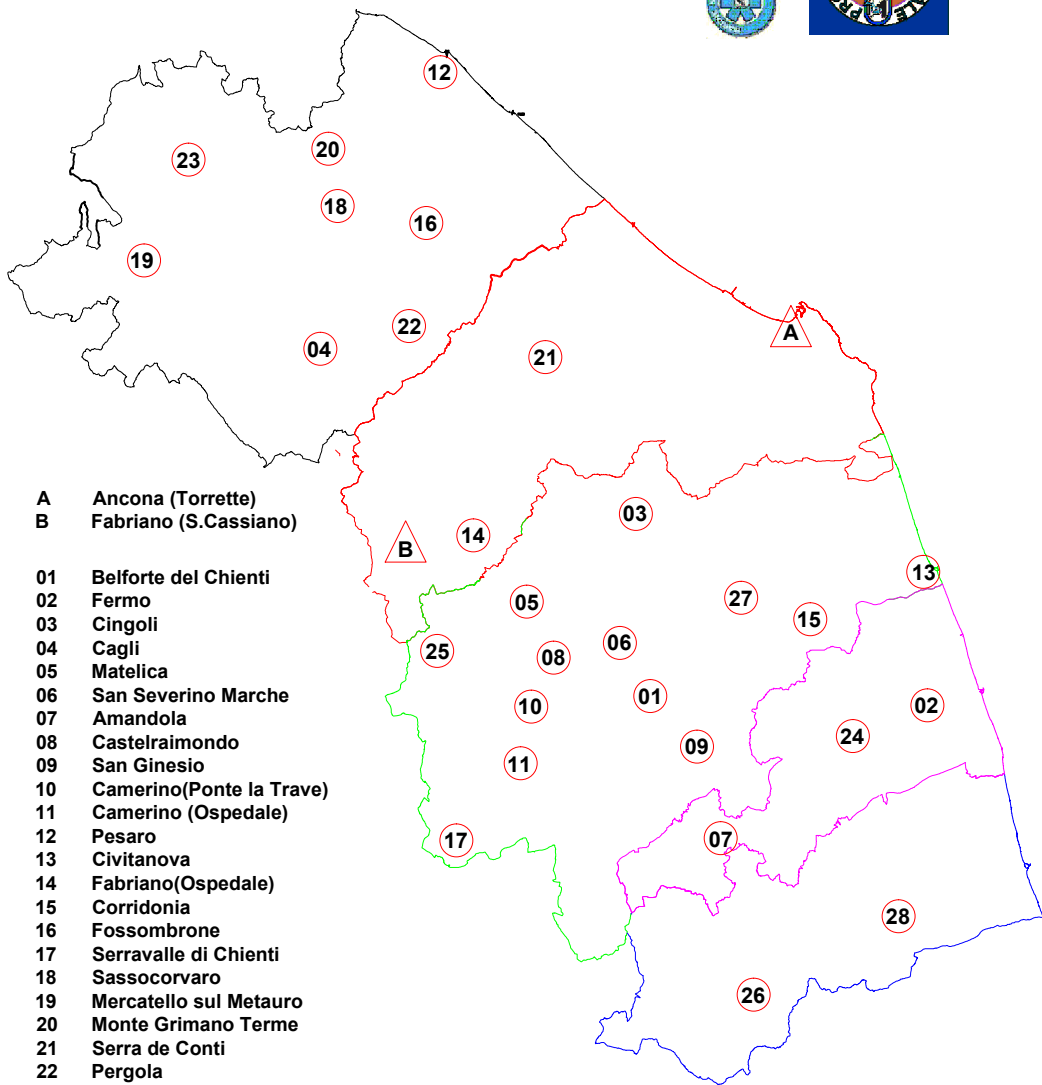 PRO
ALE
12
23
20
18
16
19
A
22
04
21
A Ancona (Torrette)
B Fabriano (S.Cassiano)
03
14
B
13
01 Belforte del Chienti
02 Fermo
03 Cingoli
04 Cagli
05 Matelica
06 San Severino Marche
07 Amandola
08 Castelraimondo
09 San Ginesio
10 Camerino(Ponte la Trave)
11 Camerino (Ospedale)
12 Pesaro
13 Civitanova
14 Fabriano(Ospedale)
15 Corridonia
16 Fossombrone
17 Serravalle di Chienti
18 Sassocorvaro
19 Mercatello sul Metauro
20 Monte Grimano Terme
21 Serra de Conti
22 Pergola
05
27
15
06
25
08
01
10
02
24
09
11
17
07
28
26